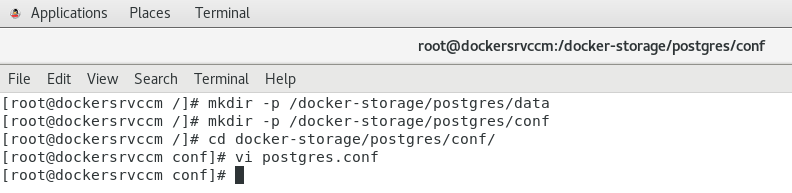 Applications Places Terminal
root@dockersrvccm:/docker-storage/postgres/conf
File Edit View Search Terminal Help
[root@dockersrvccm /]# mkdir -p /docker-storage/postgres/data
[root@dockersrvccm /]# mkdir -p /docker-storage/postgres/conf
[root@dockersrvccm /]# cd docker-storage/postgres/conf/
[root@dockersrvccm conf]# vi postgres.conf
[root@dockersrvccm conf]#